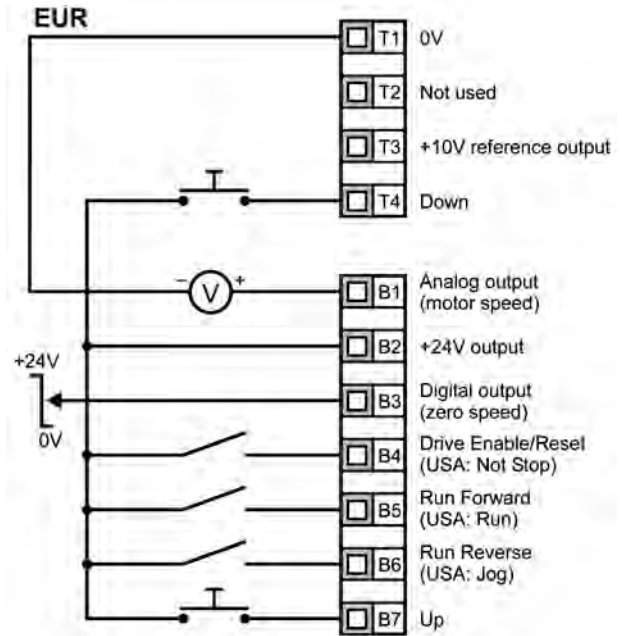 EUR
T1 0V
T2 Not used
T3 +10V reference output
T4 Down
− V +
B1 Analog output
(motor speed)
B2 +24V output
+24V
0V
B3 Digital output
(zero speed)
B4 Drive Enable/Reset
(USA: Not Stop)
B5 Run Forward
(USA: Run)
B6 Run Reverse
(USA: Jog)
B7 Up